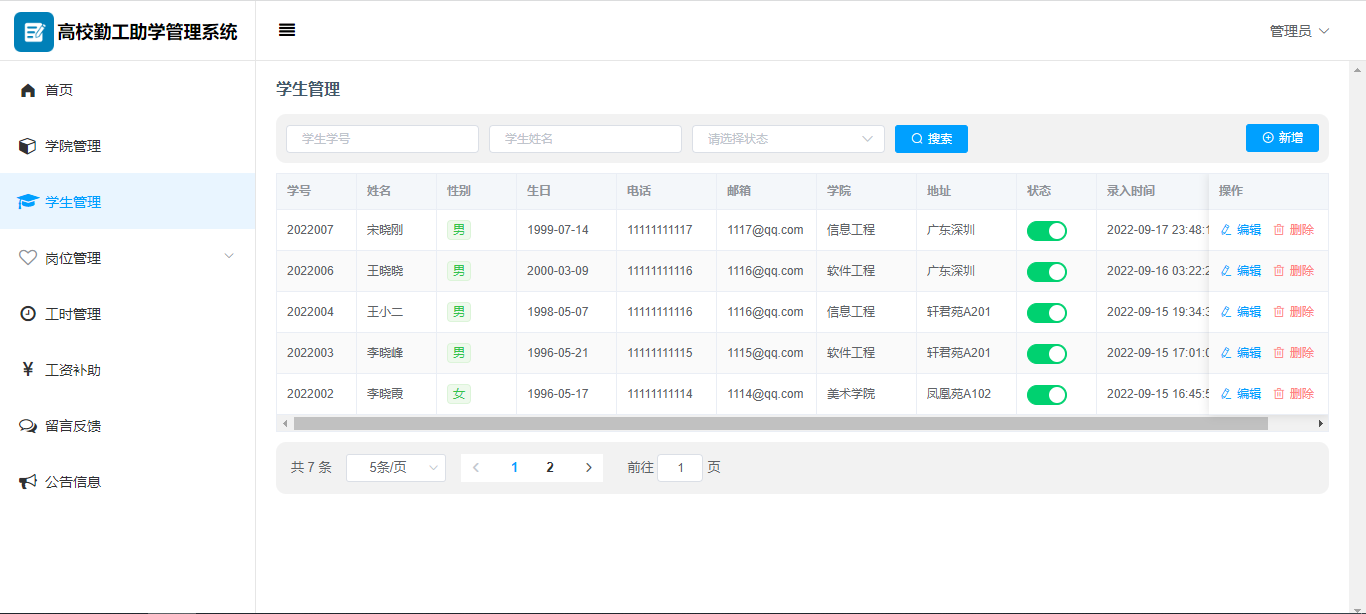 高校勤工助学管理系统
管理员
首页
学院管理
学生管理
岗位管理
工时管理
工资补助
留言反馈
公告信息
学生管理
学生学号 学生姓名 请选择状态 搜索 新增
学号 姓名 性别 生日 电话 邮箱 学院 地址 状态 录入时间 操作
2022007 宋晓刚 男 1999-07-14 11111111117 1117@qq.com 信息工程 广东深圳 2022-09-17 23:48:1 编辑 删除
2022006 王晓晓 男 2000-03-09 11111111116 1116@qq.com 软件工程 广东深圳 2022-09-16 03:22:2 编辑 删除
2022004 王小二 男 1998-05-07 11111111116 1116@qq.com 信息工程 轩君苑A201 2022-09-15 19:34:3 编辑 删除
2022003 李晓峰 男 1996-05-21 11111111115 1115@qq.com 软件工程 轩君苑A201 2022-09-15 17:01:0 编辑 删除
2022002 李晓霞 女 1996-05-17 11111111114 1114@qq.com 美术学院 凤凰苑A102 2022-09-15 16:45:5 编辑 删除
共 7 条 5条/页 1 2 前往 1 页